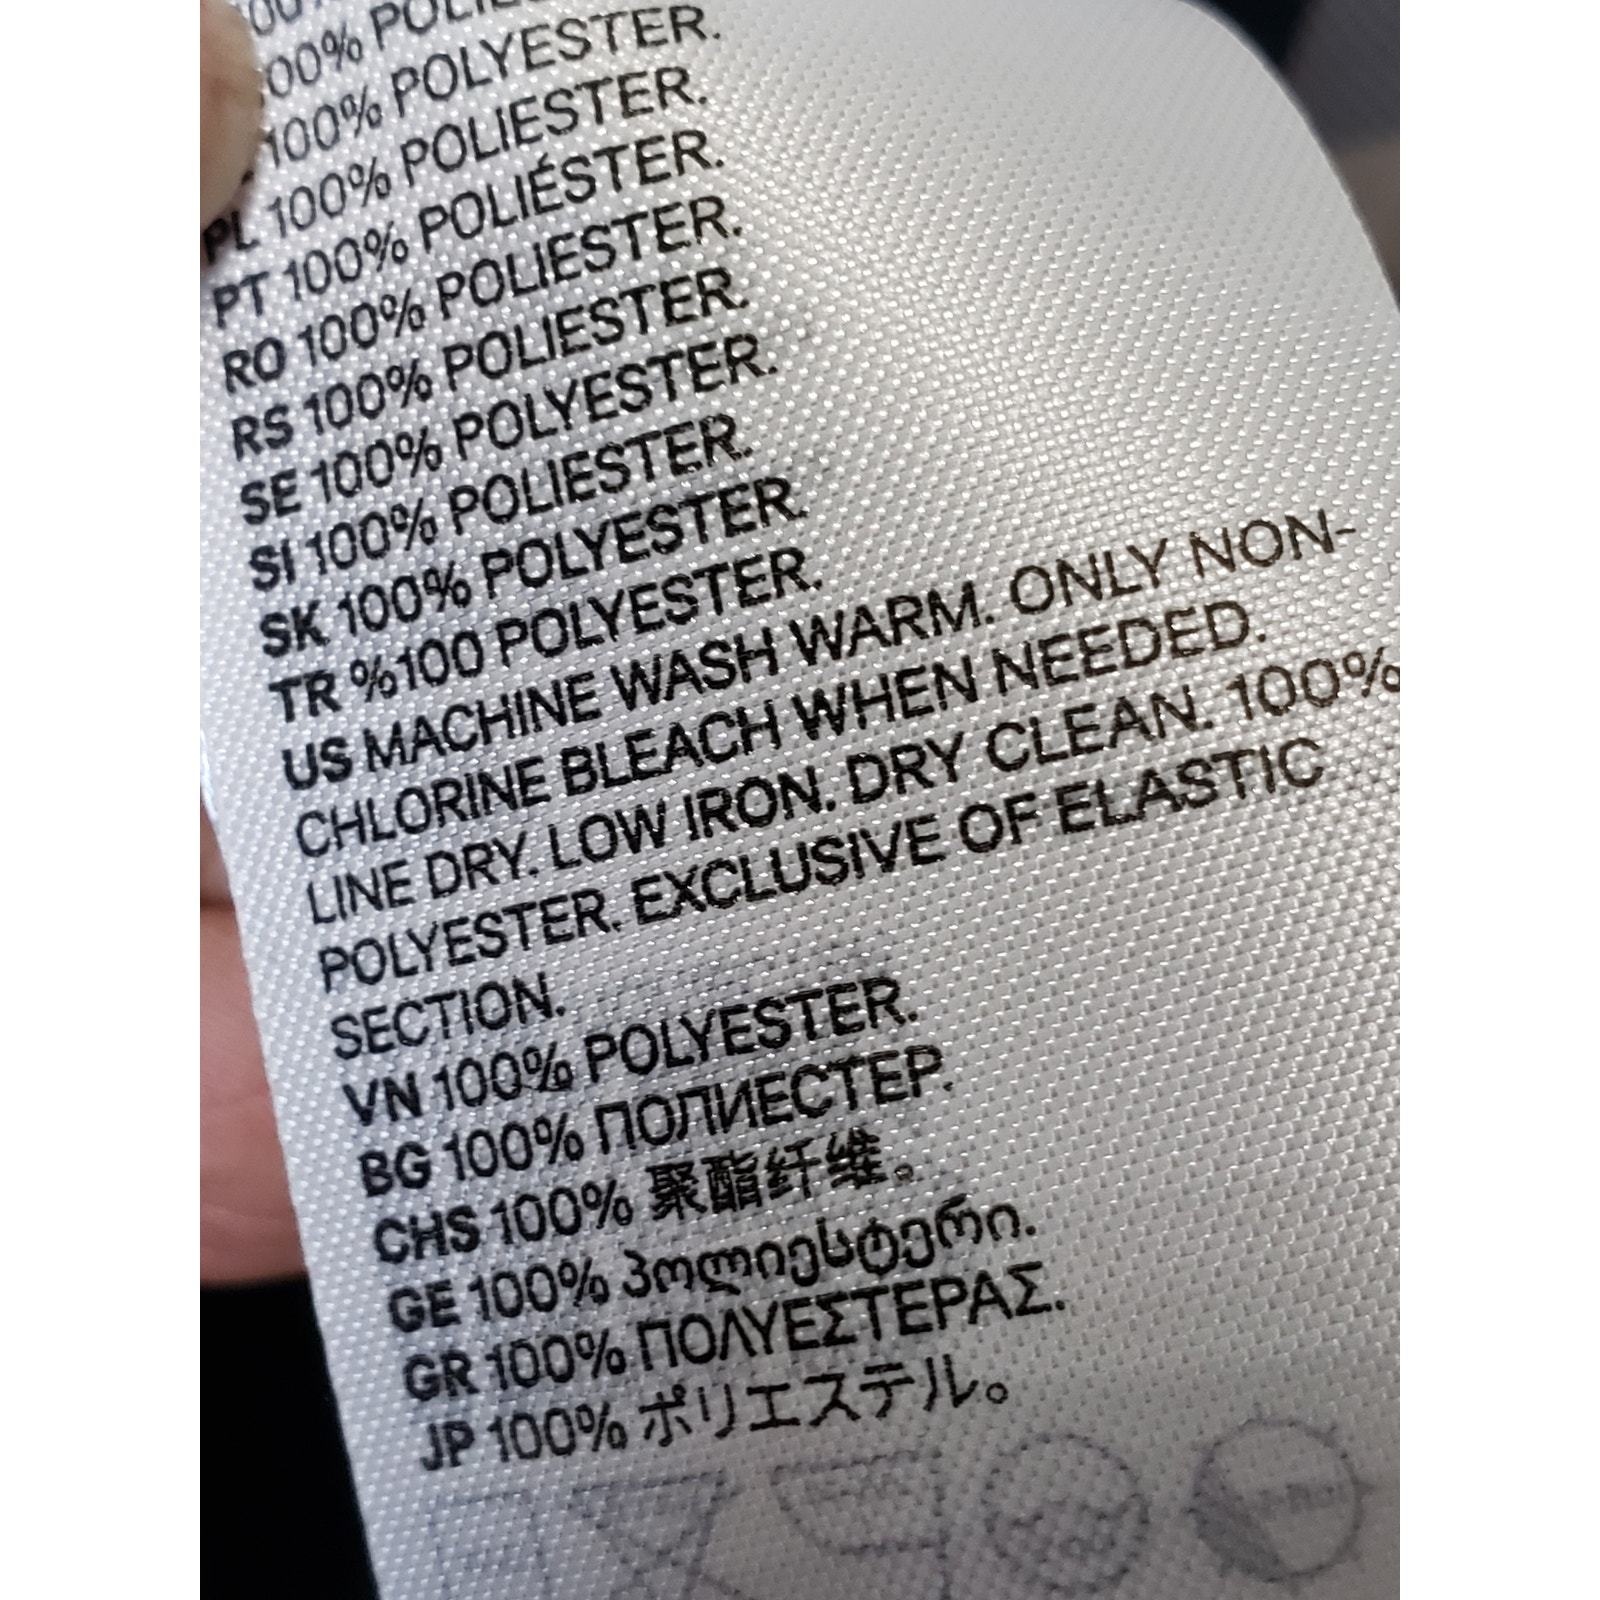 100% POLYESTER.
PL 100% POLIESTER.
PT 100% POLIÉSTER.
RO 100% POLIESTER.
RS 100% POLIESTER.
SE 100% POLYESTER.
SI 100% POLIESTER.
SK 100% POLYESTER.
TR %100 POLYESTER.
US MACHINE WASH WARM. ONLY NON-
CHLORINE BLEACH WHEN NEEDED.
LINE DRY. LOW IRON. DRY CLEAN. 100%
POLYESTER. EXCLUSIVE OF ELASTIC
SECTION.
VN 100% POLYESTER.
BG 100% ПОЛИЕСТЕР.
CHS 100% 聚酯纤维。
GE 100% პოლიესტერი.
GR 100% ΠΟΛΥΕΣΤΕΡΑΣ.
JP 100% ポリエステル。